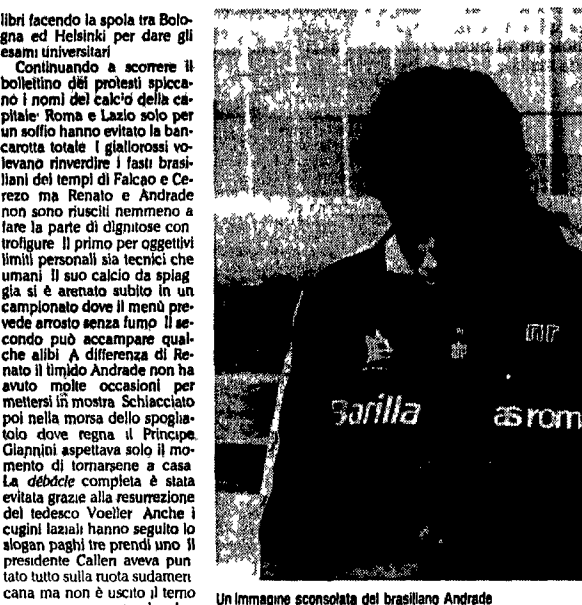 libri facendo la spola tra Bolo-
gna ed Helsinki per dare gli
esami universitari
Continuando a scorrere il
bollettino dei protesti spicca-
no i nomi del calcio della ca-
pitale Roma e Lazio solo per
un soffio hanno evitato la ban-
carotta totale I giallorossi vo-
levano rinverdire i fasti brasi-
liani dei tempi di Falcao e Ce-
rezo ma Renato e Andrade
non sono riusciti nemmeno a
fare la parte di dignitose con
trofigure Il primo per oggettivi
limiti personali sia tecnici che
umani Il suo calcio da spiag
gia si è arenato subito in un
campionato dove il menù pre-
vede arrosto senza fumo Il se-
condo può accampare qual-
che alibi A differenza di Re-
nato il timido Andrade non ha
avuto molte occasioni per
mettersi in mostra Schiacciato
poi nella morsa dello spoglia-
toio dove regna il Principe
Giannini aspettava solo il mo-
mento di tornarsene a casa
La débâcle completa è stata
evitata grazie alla resurrezione
del tedesco Voeller Anche i
cugini laziali hanno seguito lo
slogan paghi tre prendi uno Il
presidente Calleri aveva pun
tato tutto sulla ruota sudameri
cana ma non è uscito il terno
Barilla as rom
nr
Un immagine sconsolata del brasiliano Andrade